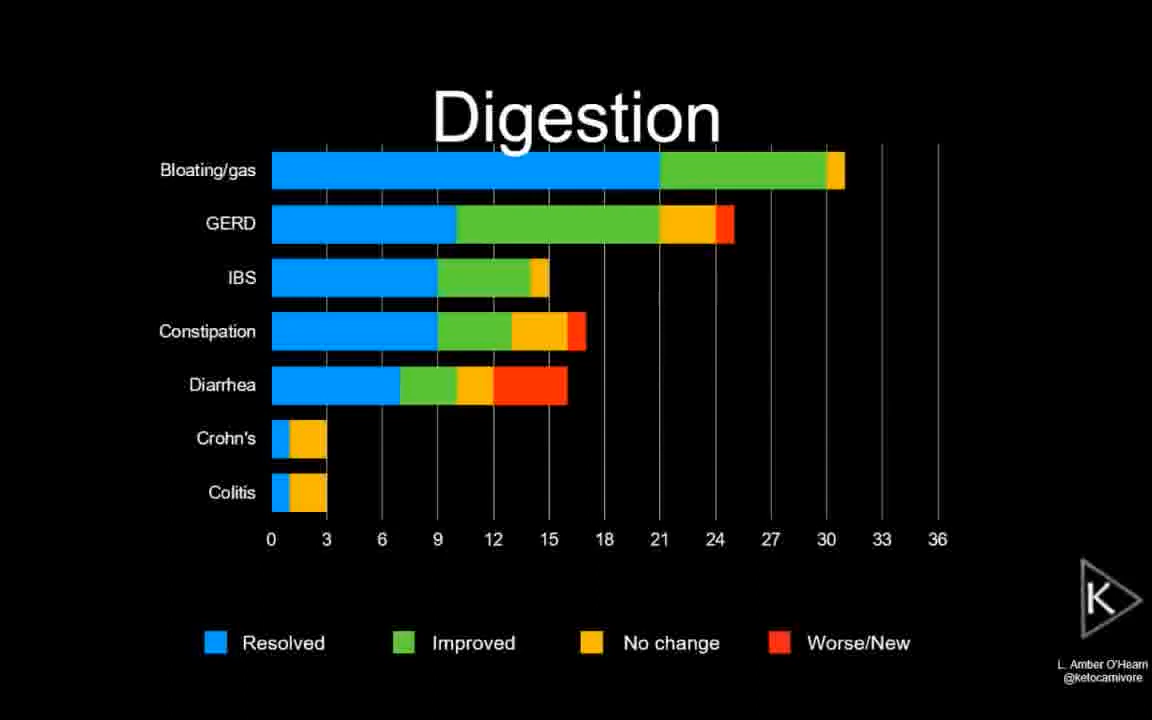 Digestion
Bloating/gas
GERD
IBS
Constipation
Diarrhea
Crohn's
Colitis
0 3 6 9 12 15 18 21 24 27 30 33 36
Resolved Improved No change Worse/New
K
L. Amber O'Hearn
@ketocarnivore